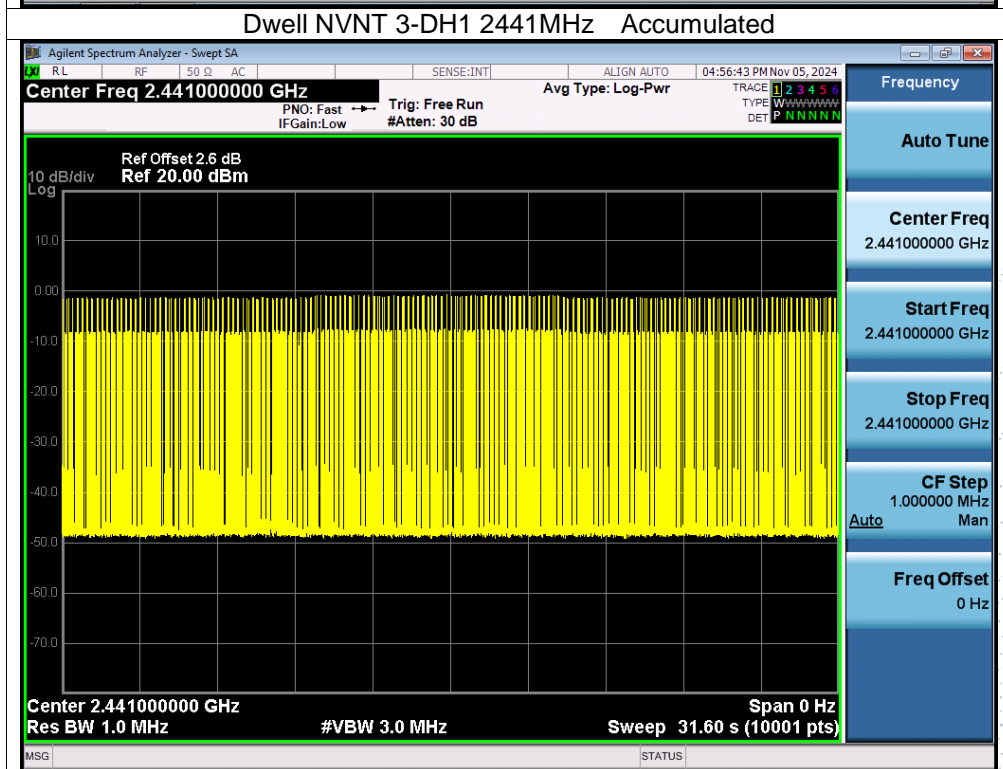 Dwell NVNT 3-DH1 2441MHz Accumulated
Agilent Spectrum Analyzer - Swept SA
LXI RL RF 50 Ω AC SENSE:INT ALIGN AUTO 04:56:43 PM Nov 05, 2024
Center Freq 2.441000000 GHz
PNO: Fast
IFGain:Low
Trig: Free Run
#Atten: 30 dB
Avg Type: Log-Pwr
TRACE 1 2 3 4 5 6
TYPE WWWWWWW
DET P N N N N N
Ref Offset 2.6 dB
10 dB/div Ref 20.00 dBm
Log
10.0
0.00
-10.0
-20.0
-30.0
-40.0
-50.0
-60.0
-70.0
Center 2.441000000 GHz Span 0 Hz
Res BW 1.0 MHz #VBW 3.0 MHz Sweep 31.60 s (10001 pts)
MSG STATUS
Frequency
Auto Tune
Center Freq
2.441000000 GHz
Start Freq
2.441000000 GHz
Stop Freq
2.441000000 GHz
CF Step
1.000000 MHz
Auto Man
Freq Offset
0 Hz